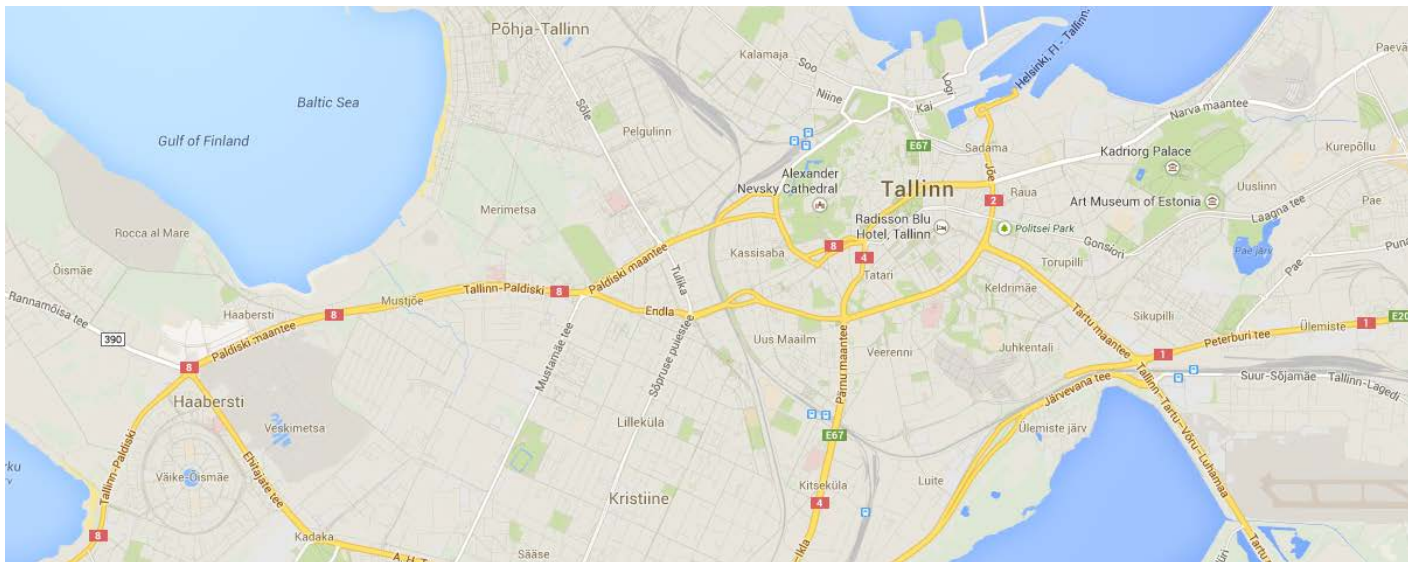 Põhja-Tallinn
Kalamaja
Soo
Niine
Logi
Kai
Helsinki, FI - Tallinn,
Baltic Sea
Gulf of Finland
Sõle
Pelgulinn
E67
Sadama
Narva maantee
Kadriorg Palace
Kurepõllu
Alexander
Nevsky Cathedral
Tallinn
Jõe
Raua
Uuslinn
Art Museum of Estonia
Laagna tee
Pae
2
Merimetsa
Rocca al Mare
Radisson Blu
Hotel, Tallinn
Politsei Park
Gonsiori
Pae järv
Õismäe
Paldiski maantee
Kassisaba
8
4
Tatari
Torupilli
Pae
Rannamõisa tee
Haabersti
Mustjõe
Tallinn-Paldiski
8
Tulika
Keldrimäe
8
Endla
Sikupilli
Ülemiste
E20
1
390
Paldiski maantee
Uus Maailm
Veerenni
Juhkentali
Tartu maantee
Peterburi tee
1
8
Mustamäe tee
Sõpruse puiestee
Pärnu maantee
Järvevana tee
Suur-Sõjamäe
Tallinn-Lagedi
Haabersti
Veskimetsa
Lilleküla
E67
Ülemiste järv
Tallinn-Tartu-Võru-Luhamaa
Väike-Õismäe
Ehitajate tee
Tallinn-Paldiski
Kristiine
Kitseküla
Luite
4
8
Kadaka
Sääse
Tartu